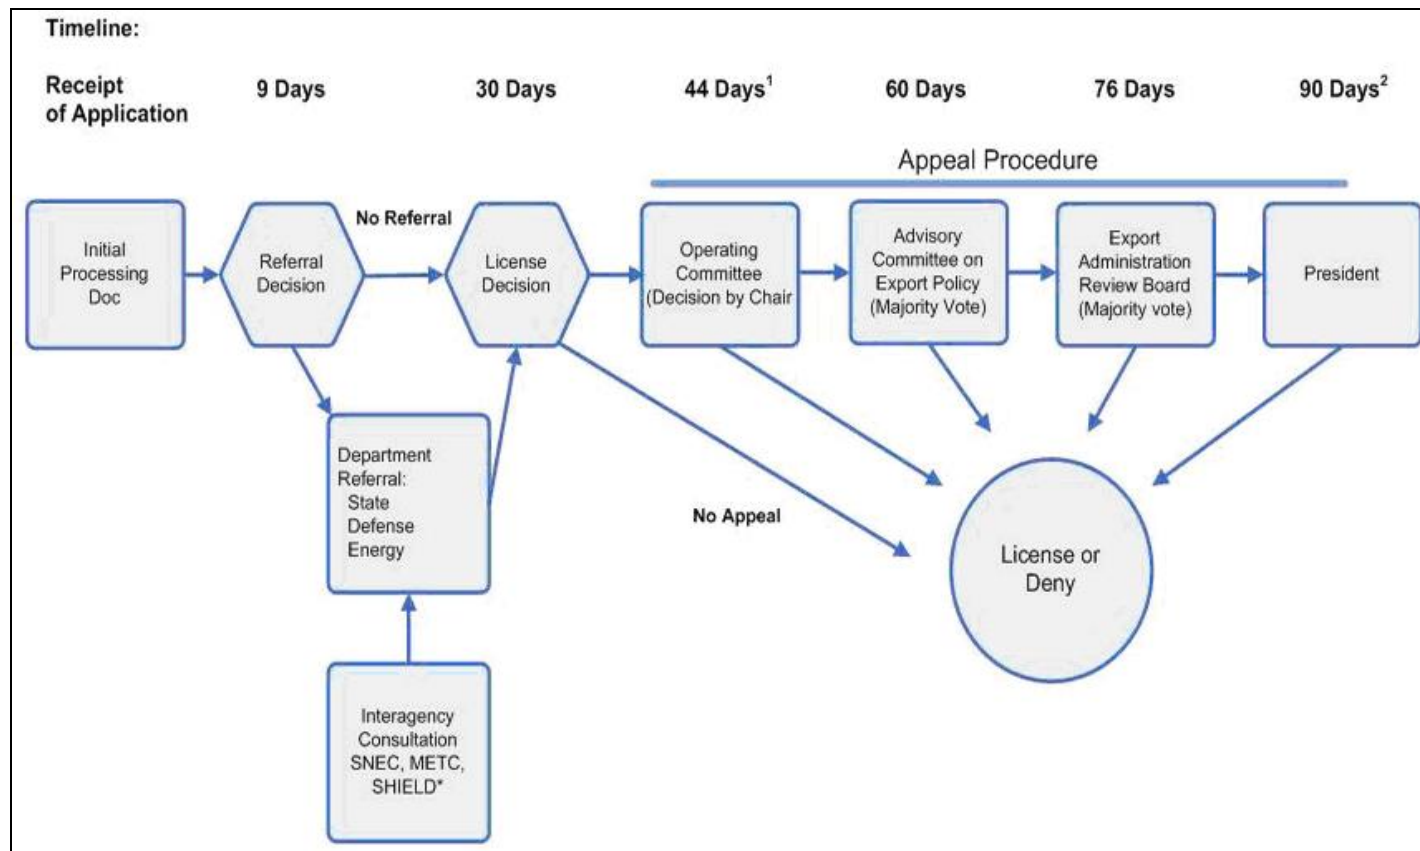 Timeline:
Receipt
of Application
9 Days
30 Days
44 Days¹
60 Days
76 Days
90 Days²
Appeal Procedure
Initial
Processing
Doc
Referral
Decision
No Referral
License
Decision
Operating
Committee
(Decision by Chair
Advisory
Committee on
Export Policy
(Majority Vote)
Export
Administration
Review Board
(Majority vote)
President
Department
Referral:
State
Defense
Energy
No Appeal
License or
Deny
Interagency
Consultation
SNEC, METC,
SHIELD*